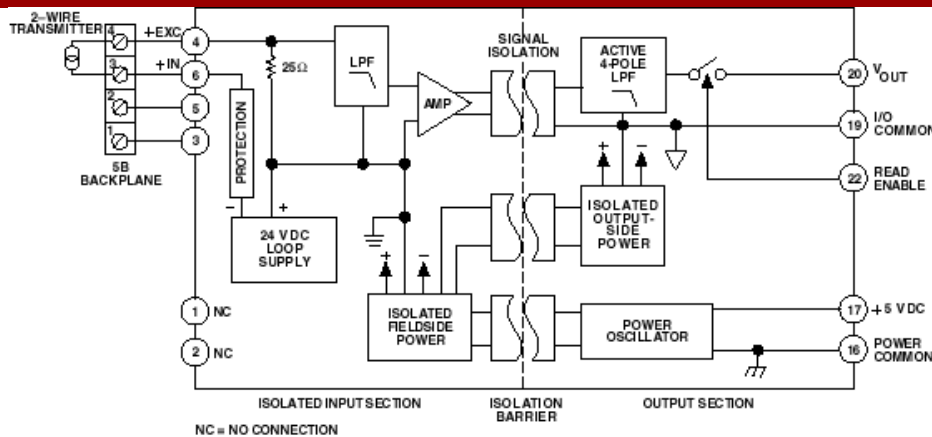 2-WIRE
TRANSMITTER
4
+EXC
4
3
+IN
6
2
5
1
3
5B
BACKPLANE
25Ω
LPF
PROTECTION
-
+
24 VDC
LOOP
SUPPLY
AMP
SIGNAL
ISOLATION
ACTIVE
4-POLE
LPF
20
VOUT
19
I/O
COMMON
22
READ
ENABLE
+
-
ISOLATED
OUTPUT-
SIDE
POWER
+
-
ISOLATED
FIELDSIDE
POWER
POWER
OSCILLATOR
17
+5 VDC
16
POWER
COMMON
1
NC
2
NC
ISOLATED INPUT SECTION
ISOLATION
BARRIER
OUTPUT SECTION
NC = NO CONNECTION